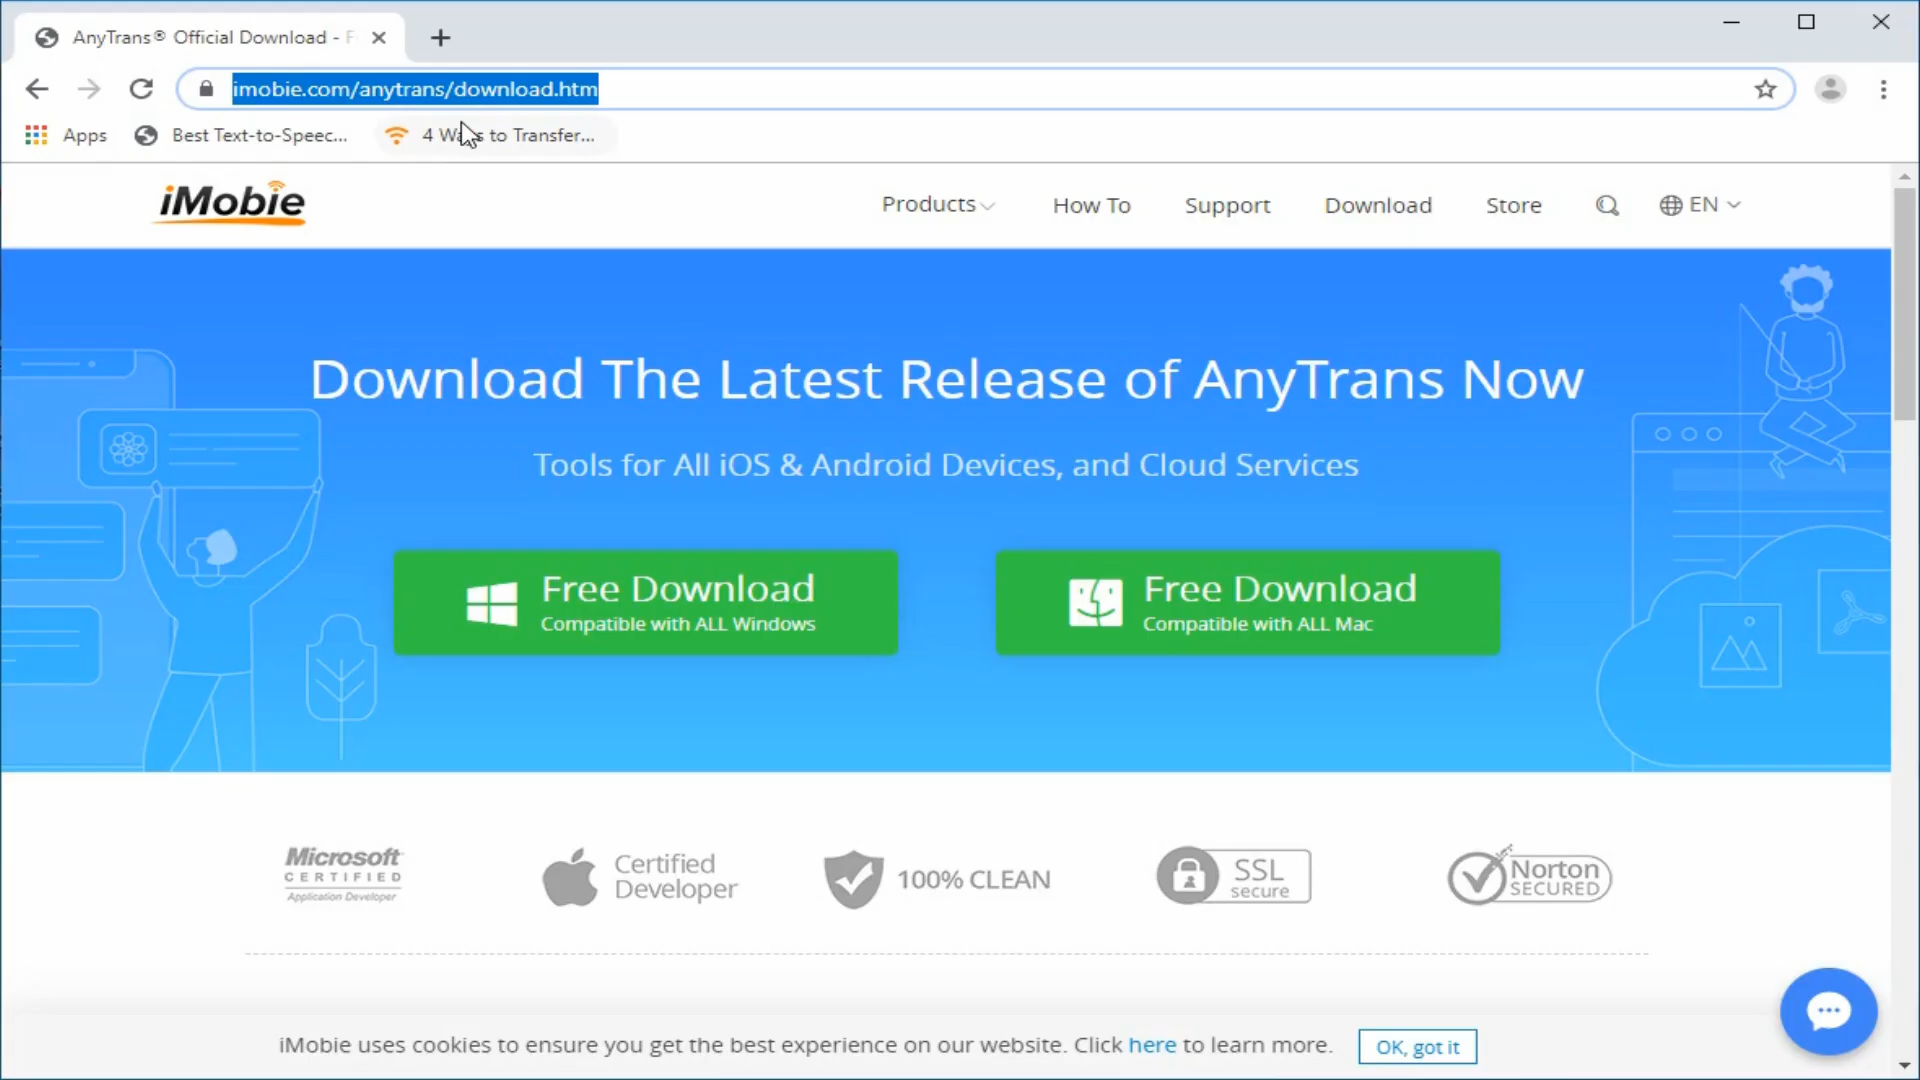 AnyTrans® Official Download - F
imobie.com/anytrans/download.htm
Apps
Best Text-to-Speec...
4 Ways to Transfer...
iMobie
Products
How To
Support
Download
Store
EN
Download The Latest Release of AnyTrans Now
Tools for All iOS & Android Devices, and Cloud Services
Free Download
Compatible with ALL Windows
Free Download
Compatible with ALL Mac
Microsoft
CERTIFIED
Application Developer
Certified
Developer
100% CLEAN
SSL
secure
Norton
SECURED
iMobie uses cookies to ensure you get the best experience on our website. Click here to learn more.
OK, got it